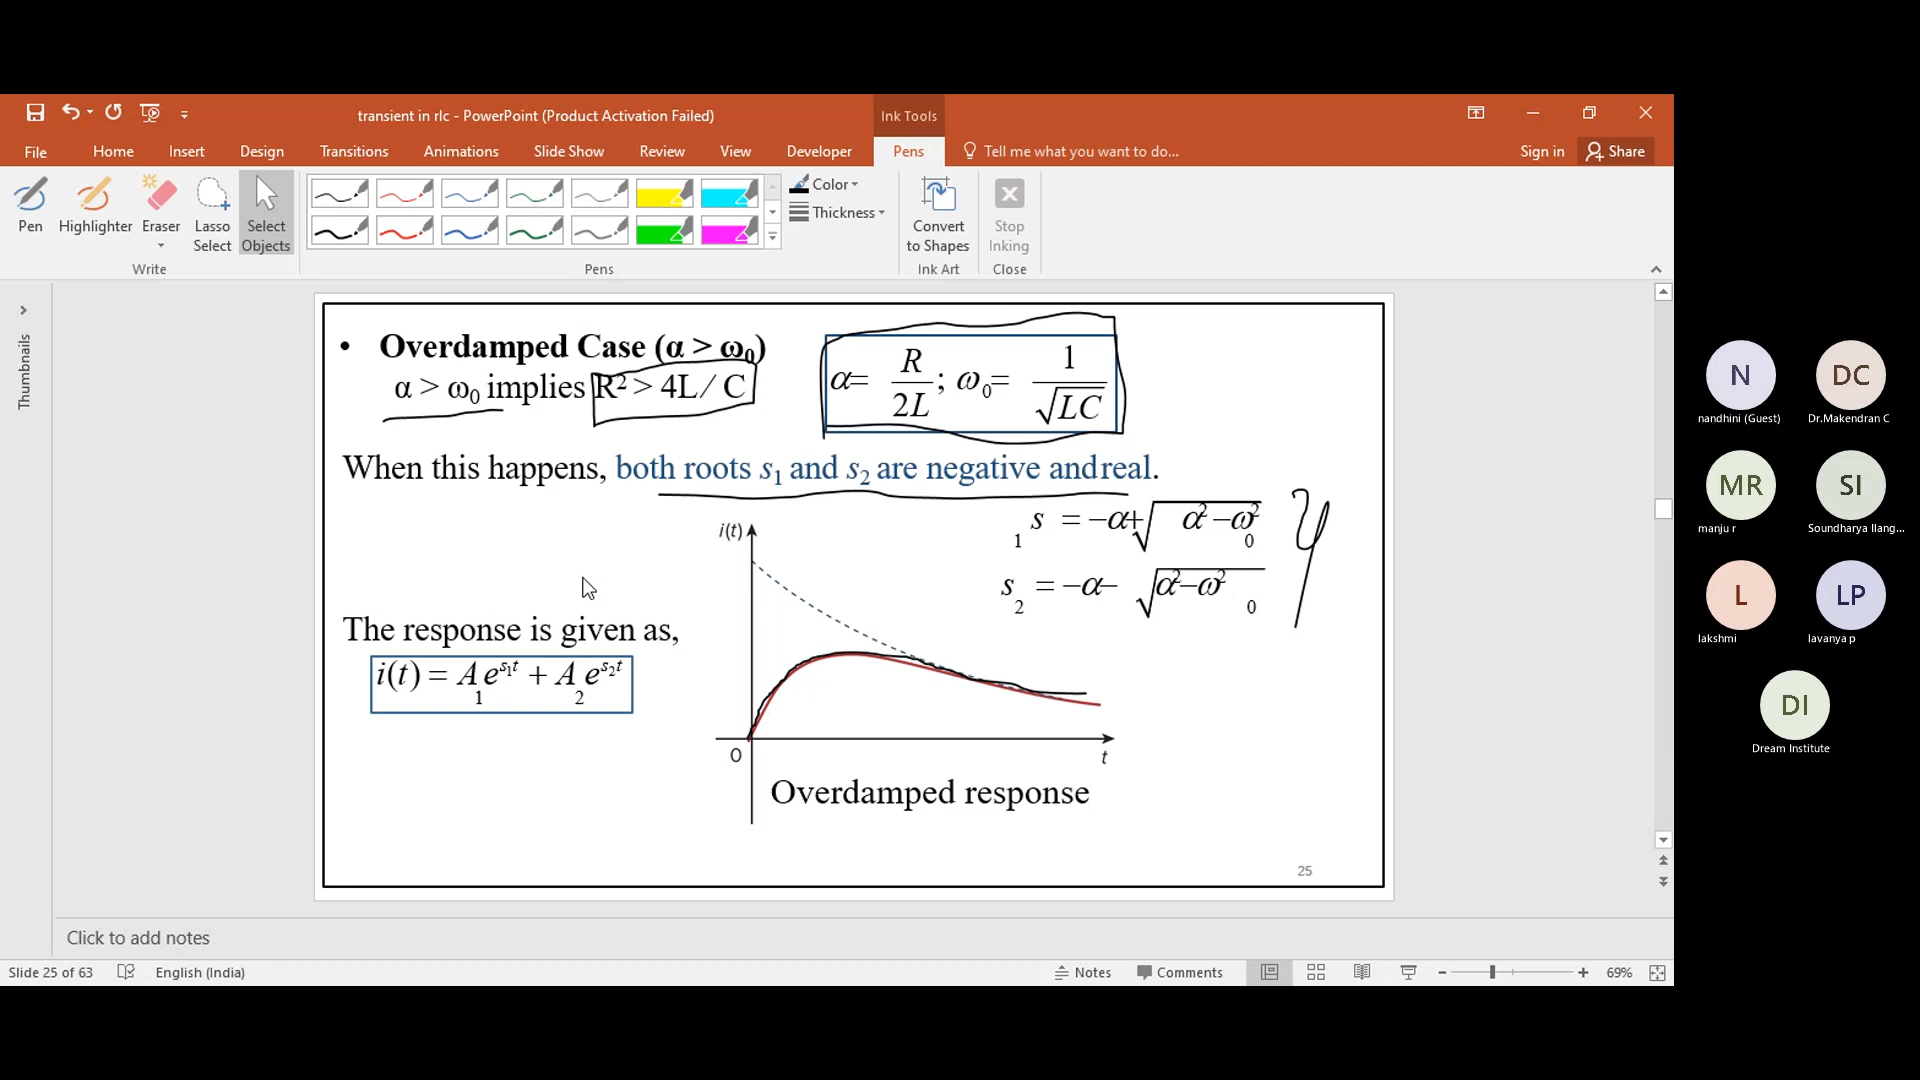 transient in rlc - PowerPoint (Product Activation Failed)
Ink Tools
File Home Insert Design Transitions Animations Slide Show Review View Developer Pens Tell me what you want to do... Sign in Share
Pen Highlighter Eraser Lasso Select Select Objects
Color
Thickness
Convert to Shapes
Stop Inking
Write Pens Ink Art Close
Thumbnails
• Overdamped Case (α > ω₀)
α > ω₀ implies R² > 4L / C
α= R/2L ; ω₀= 1/√LC
When this happens, both roots s₁ and s₂ are negative and real.
s₁ = −α+ √α²−ω₀²
s₂ = −α− √α²−ω₀²
The response is given as,
i(t) = A₁e^s₁t + A₂e^s₂t
i(t)
0
t
Overdamped response
25
Click to add notes
Slide 25 of 63 English (India) Notes Comments 69%
N
nandhini (Guest)
DC
Dr.Makendran C
MR
manju r
SI
Soundharya Ilang...
L
lakshmi
LP
lavanya p
DI
Dream Institute